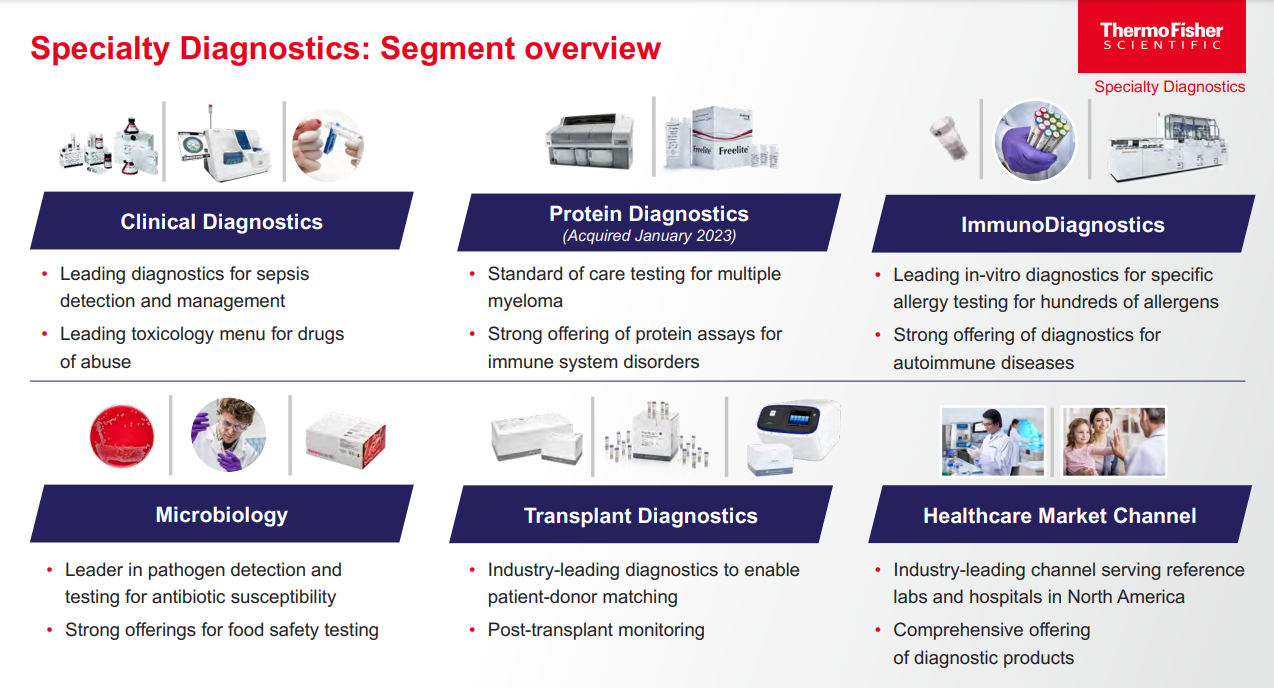 Specialty Diagnostics: Segment overview
ThermoFisher
SCIENTIFIC
Specialty Diagnostics
Freelite
Freelite
Clinical Diagnostics
Leading diagnostics for sepsis
detection and management
Leading toxicology menu for drugs
of abuse
Protein Diagnostics
(Acquired January 2023)
Standard of care testing for multiple
myeloma
Strong offering of protein assays for
immune system disorders
ImmunoDiagnostics
Leading in-vitro diagnostics for specific
allergy testing for hundreds of allergens
Strong offering of diagnostics for
autoimmune diseases
Microbiology
Leader in pathogen detection and
testing for antibiotic susceptibility
Strong offerings for food safety testing
Transplant Diagnostics
Industry-leading diagnostics to enable
patient-donor matching
Post-transplant monitoring
Healthcare Market Channel
Industry-leading channel serving reference
labs and hospitals in North America
Comprehensive offering
of diagnostic products